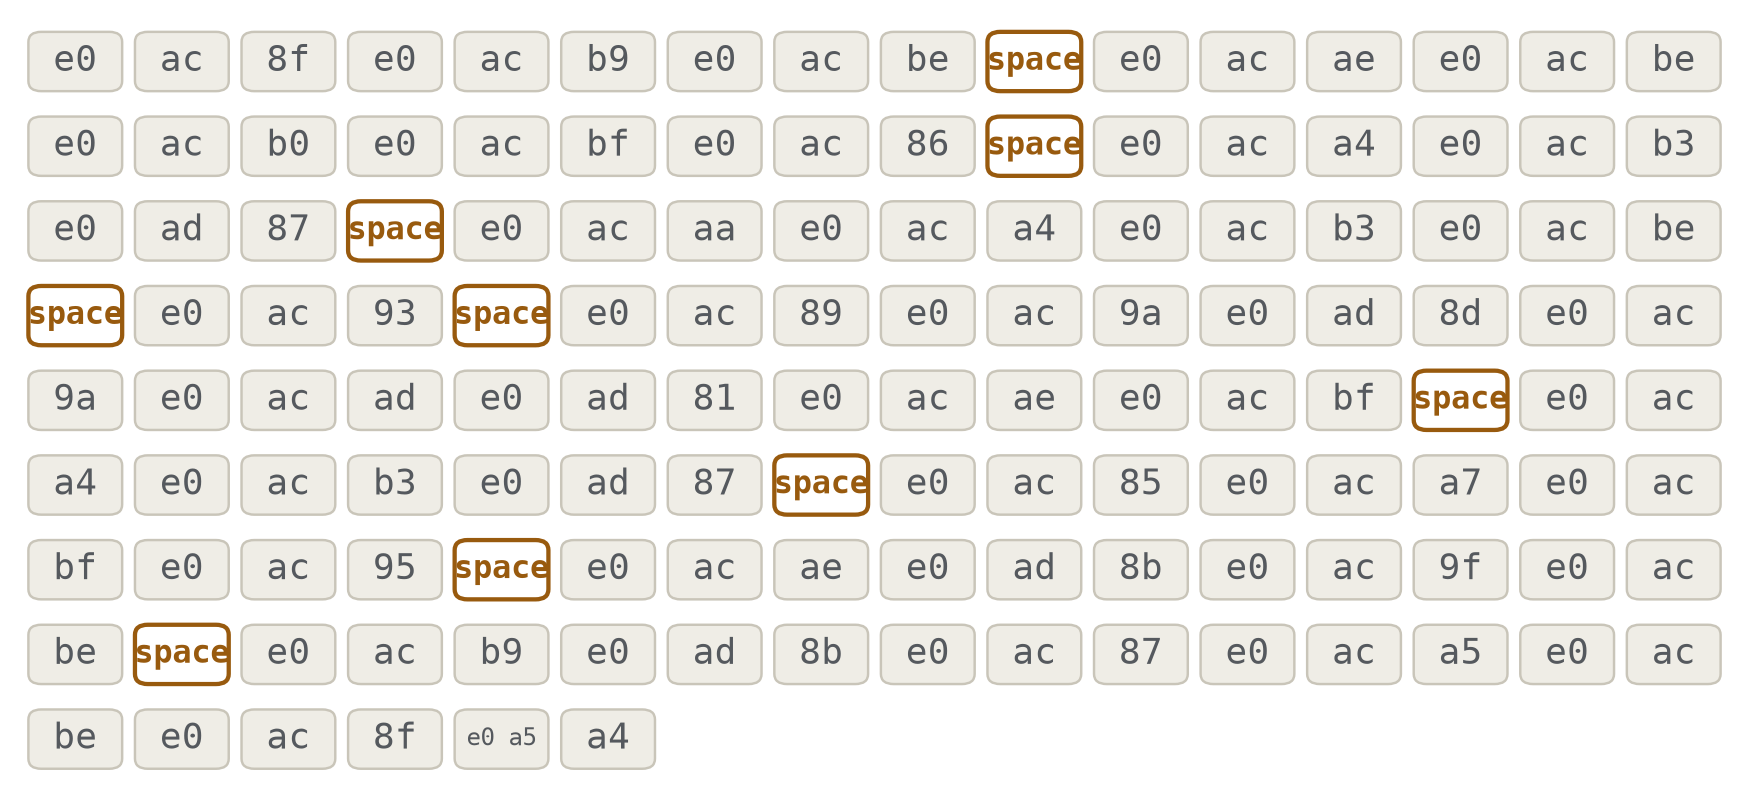 e0 ac 8f e0 ac b9 e0 ac be space e0 ac ae e0 ac be
e0 ac b0 e0 ac bf e0 ac 86 space e0 ac a4 e0 ac b3
e0 ad 87 space e0 ac aa e0 ac a4 e0 ac b3 e0 ac be
space e0 ac 93 space e0 ac 89 e0 ac 9a e0 ad 8d e0 ac
9a e0 ac ad e0 ad 81 e0 ac ae e0 ac bf space e0 ac
a4 e0 ac b3 e0 ad 87 space e0 ac 85 e0 ac a7 e0 ac
bf e0 ac 95 space e0 ac ae e0 ad 8b e0 ac 9f e0 ac
be space e0 ac b9 e0 ad 8b e0 ac 87 e0 ac a5 e0 ac
be e0 ac 8f e0 a5 a4